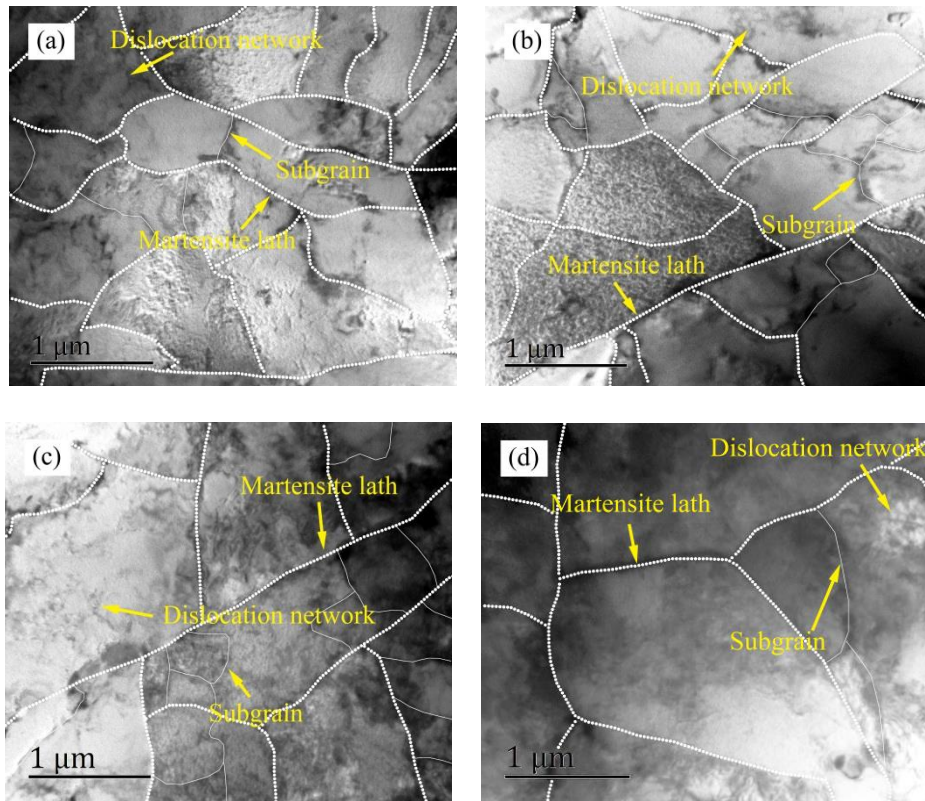 (a)
Dislocation network
Subgrain
Martensite lath
1 μm
(b)
Dislocation network
Subgrain
Martensite lath
1 μm
(c)
Martensite lath
Dislocation network
Subgrain
1 μm
(d)
Dislocation network
Martensite lath
Subgrain
1 μm